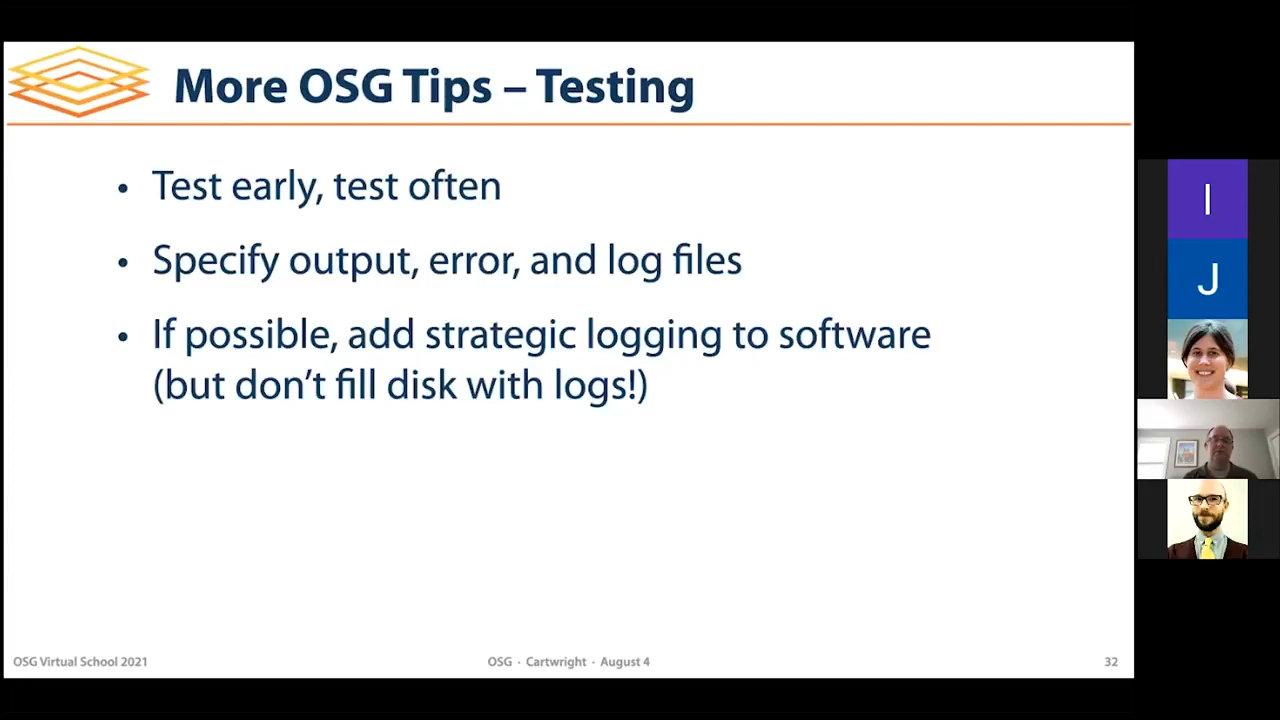 More OSG Tips – Testing
• Test early, test often
• Specify output, error, and log files
• If possible, add strategic logging to software
(but don’t fill disk with logs!)
OSG Virtual School 2021
OSG · Cartwright · August 4
32
I
J